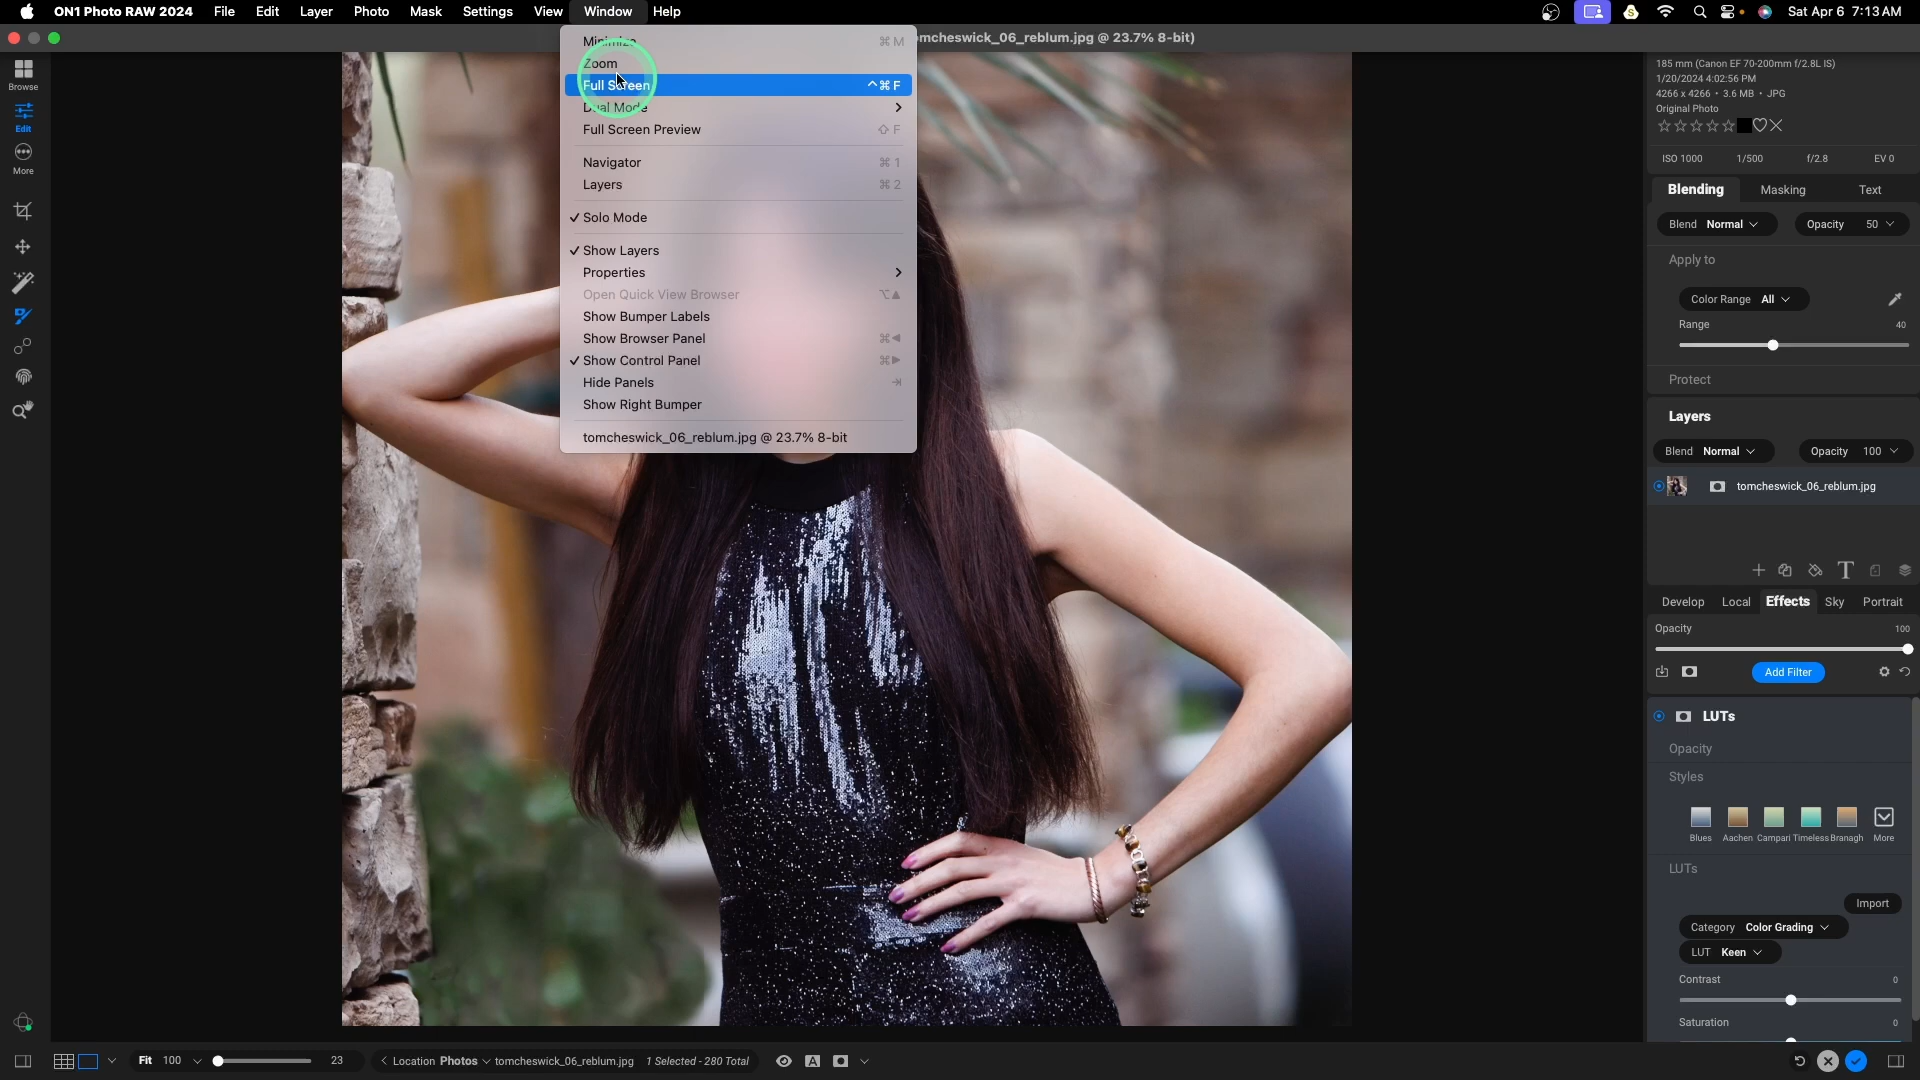 ON1 Photo RAW 2024 File Edit Layer Photo Mask Settings View Window Help Sat Apr 6 7:13 AM
mcheswick_06_reblum.jpg @ 23.7% 8-bit)
Minimize ⌘ M
Zoom
Full Screen ^⌘ F
Dual Mode
Full Screen Preview ⇧ F
Navigator ⌘ 1
Layers ⌘ 2
Solo Mode
Show Layers
Properties
Open Quick View Browser
Show Bumper Labels
Show Browser Panel
Show Control Panel
Hide Panels
Show Right Bumper
tomcheswick_06_reblum.jpg @ 23.7% 8-bit
Browse
Edit
More
185 mm (Canon EF 70-200mm f/2.8L IS)
1/20/2024 4:02:56 PM
4266 x 4266 • 3.6 MB • JPG
Original Photo
ISO 1000 1/500 f/2.8 EV 0
Blending Masking Text
Blend Normal Opacity 50
Apply to
Color Range All
Range 40
Protect
Layers
Blend Normal Opacity 100
tomcheswick_06_reblum.jpg
Develop Local Effects Sky Portrait
Opacity 100
Add Filter
LUTs
Opacity
Styles
Blues Aachen Campari Timeless Branagh More
LUTs
Import
Category Color Grading
LUT Keen
Contrast 0
Saturation 0
Fit 100 23 Location Photos tomcheswick_06_reblum.jpg 1 Selected - 280 Total